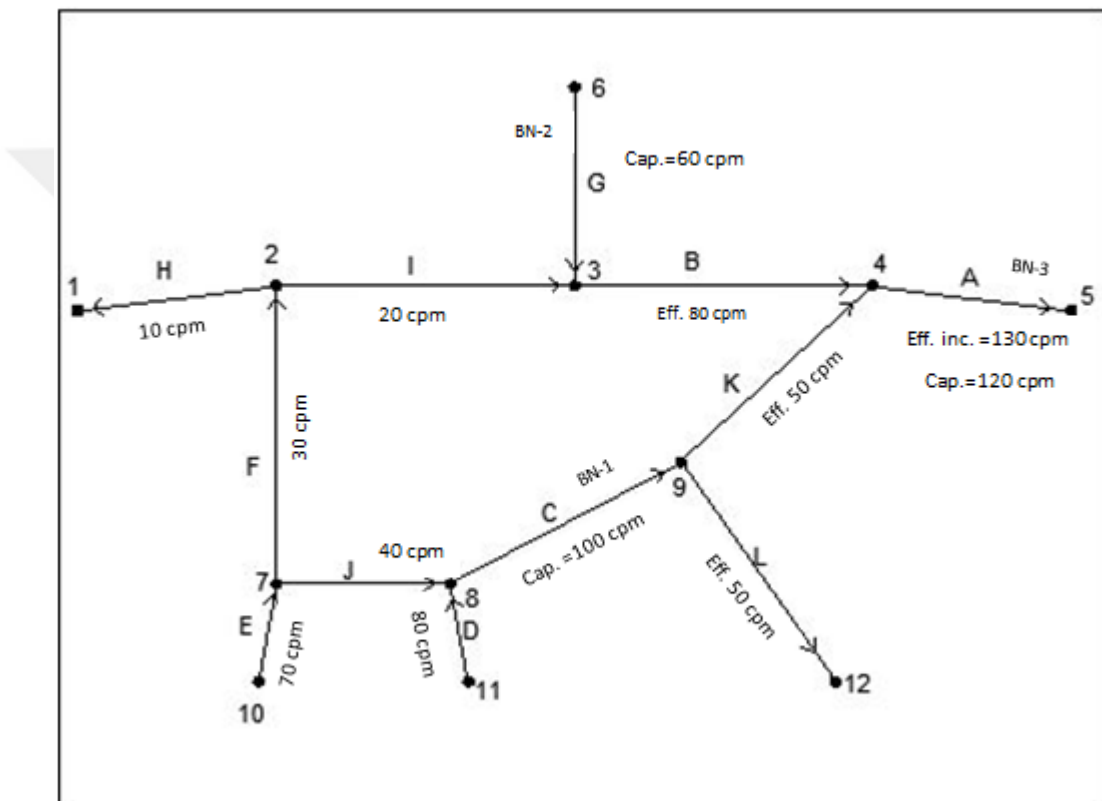 6
BN-2
Cap.=60 cpm
G
2
I
3
B
4
BN-3
A
5
1
H
10 cpm
20 cpm
Eff. 80 cpm
Eff. inc. =130 cpm
Cap.=120 cpm
K
Eff. 50 cpm
30 cpm
F
BN-1
9
C
Cap. =100 cpm
L
Eff. 50 cpm
40 cpm
7
J
8
E
70 cpm
80 cpm
D
10
11
12